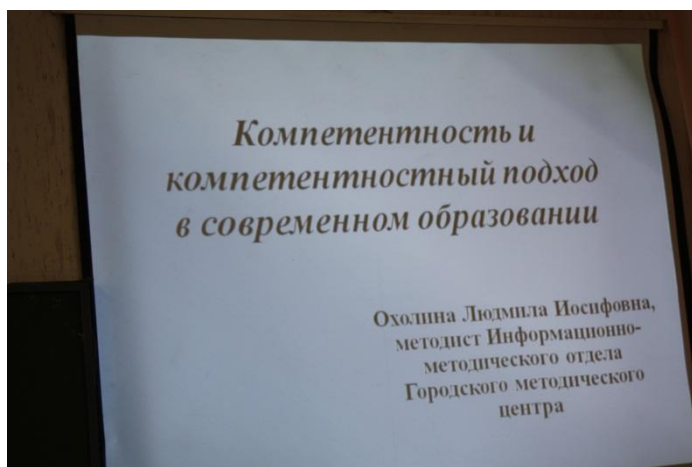 Компетентность и
компетентностный подход
в современном образовании
Охолина Людмила Иосифовна,
методист Информационно-
методического отдела
Городского методического
центра